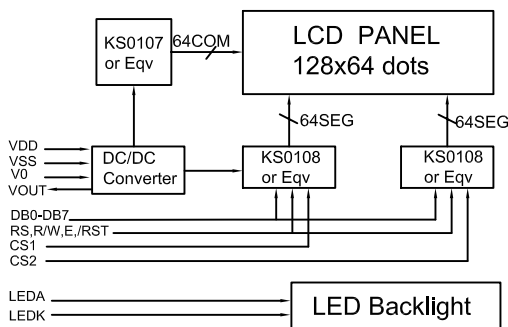 KS0107
or Eqv
64COM
LCD PANEL
128x64 dots
64SEG
64SEG
VDD
VSS
V0
VOUT
DC/DC
Converter
KS0108
or Eqv
KS0108
or Eqv
DB0-DB7
RS,R/W,E,/RST
CS1
CS2
LEDA
LEDK
LED Backlight